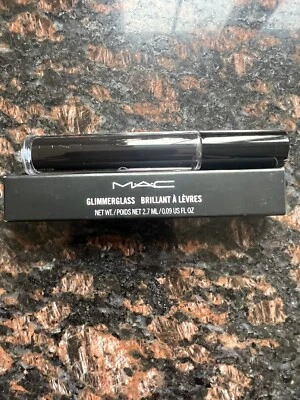 MAC
GLIMMERGLASS BRILLANT À LÈVRES
NET WT./POIDS NET 2.7 ML/0.09 US FL OZ